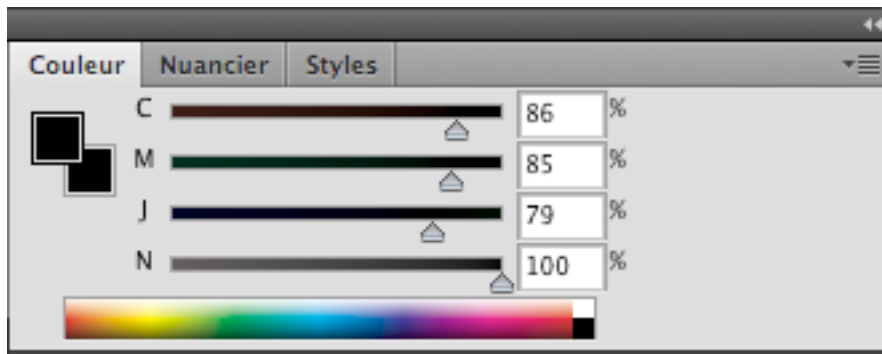 Couleur Nuancier Styles
C 86 %
M 85 %
J 79 %
N 100 %